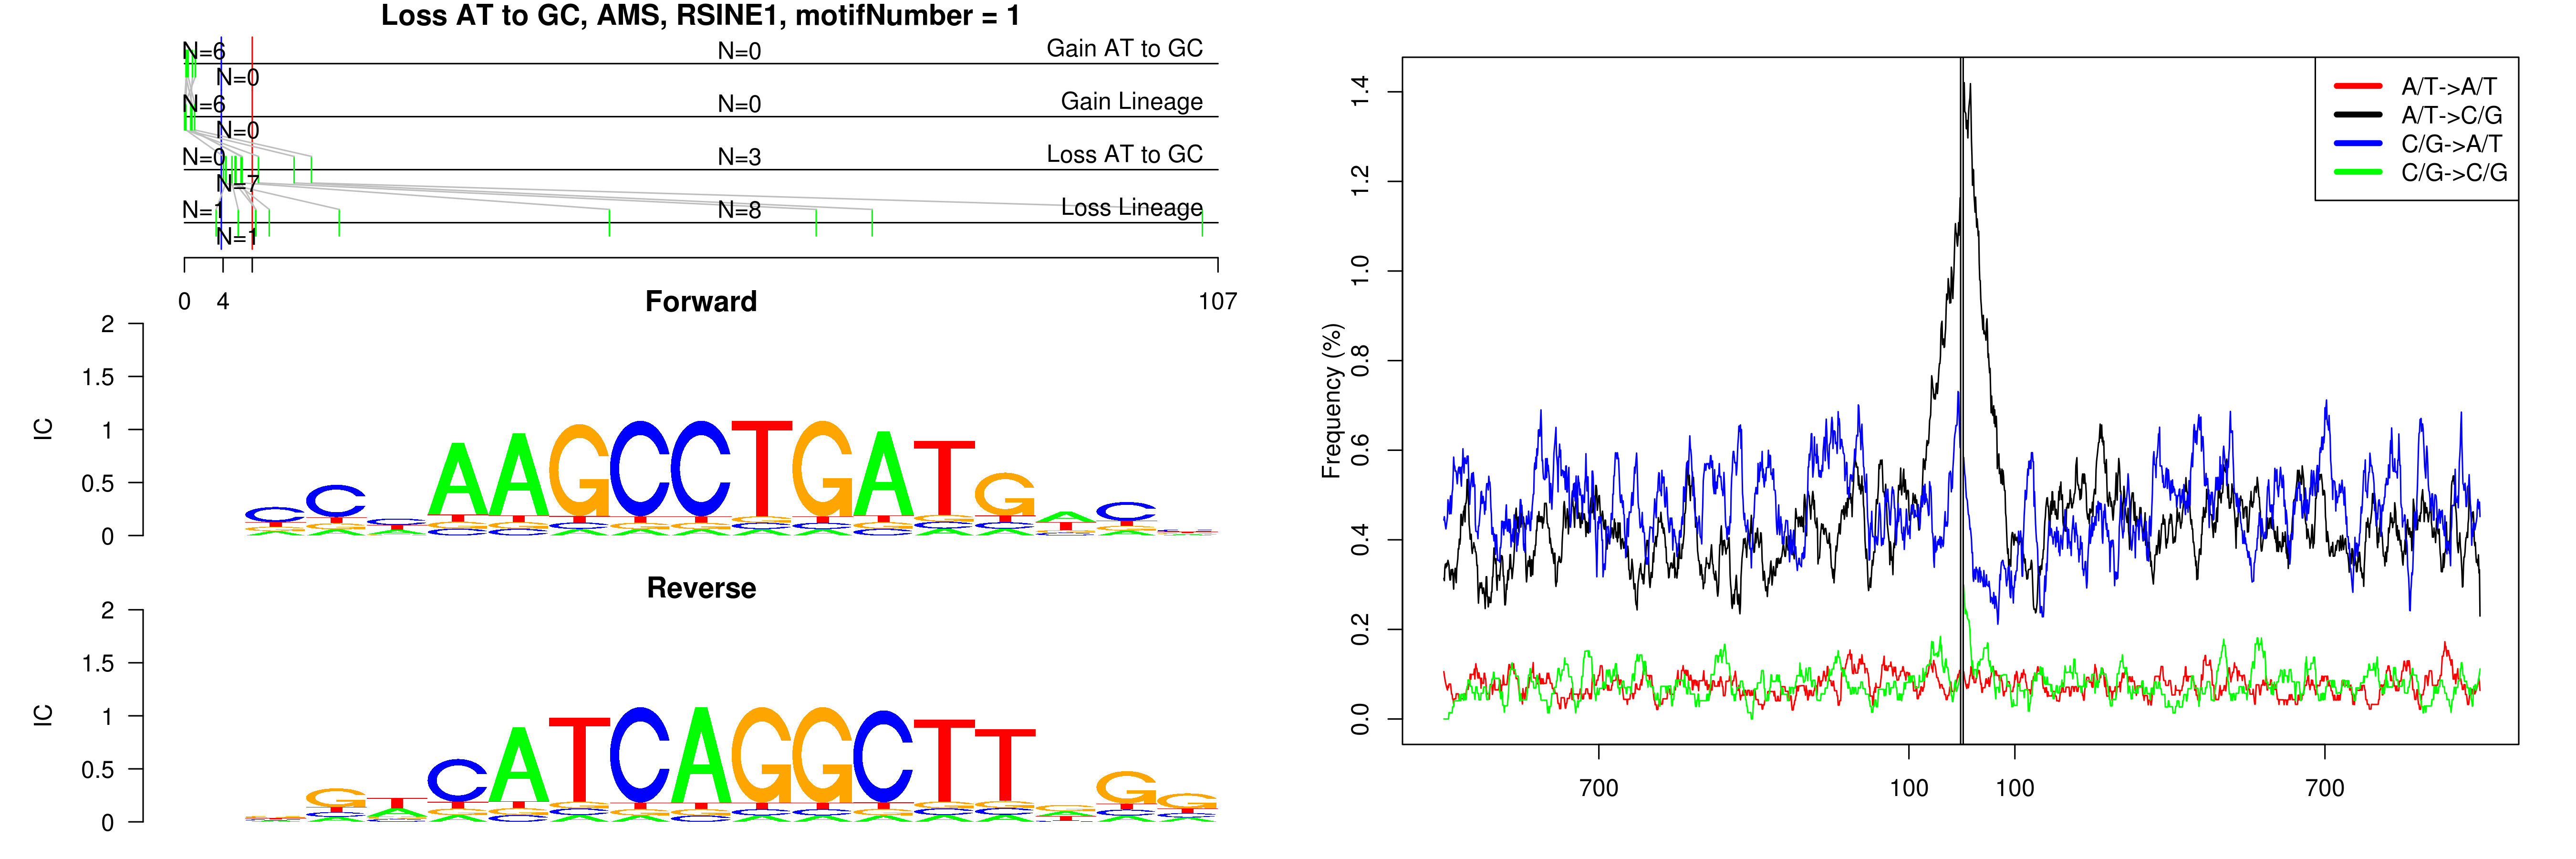 Loss AT to GC, AMS, RSINE1, motifNumber = 1
N=6 N=0 Gain AT to GC
N=0
N=6 N=0 Gain Lineage
N=0
N=0 N=3 Loss AT to GC
N=7
N=1 N=8 Loss Lineage
N=1
0 4 107
Forward
IC
2
1.5
1
0.5
0
CCAAGCCTGATGAC
Reverse
IC
2
1.5
1
0.5
0
GTCATCAGGCTTGG
Frequency (%)
1.4
1.2
1.0
0.8
0.6
0.4
0.2
0.0
700 100 100 700
A/T->A/T
A/T->C/G
C/G->A/T
C/G->C/G